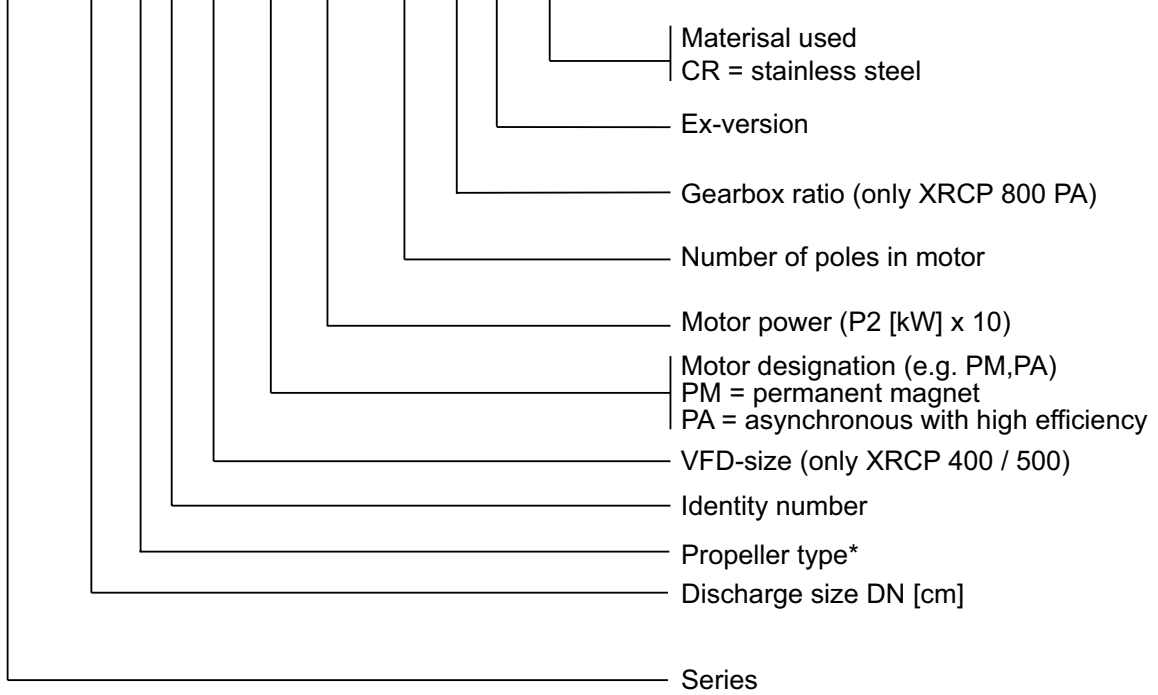 Materisal used
CR = stainless steel
Ex-version
Gearbox ratio (only XRCP 800 PA)
Number of poles in motor
Motor power (P2 [kW] x 10)
Motor designation (e.g. PM,PA)
PM = permanent magnet
PA = asynchronous with high efficiency
VFD-size (only XRCP 400 / 500)
Identity number
Propeller type*
Discharge size DN [cm]
Series